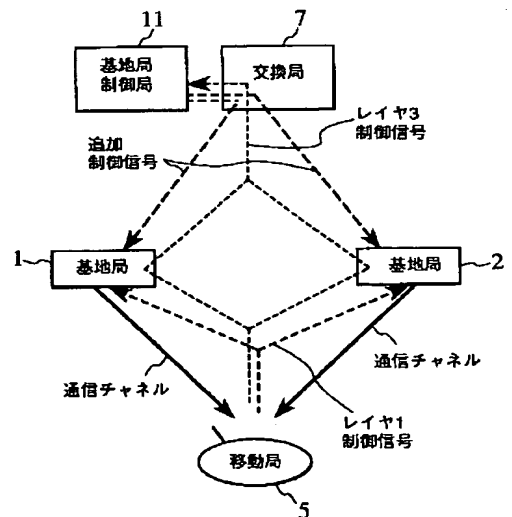 11
7
基地局
制御局
交換局
レイヤ3
制御信号
追加
制御信号
1
基地局
基地局
2
通信チャネル
通信チャネル
レイヤ1
制御信号
移動局
5